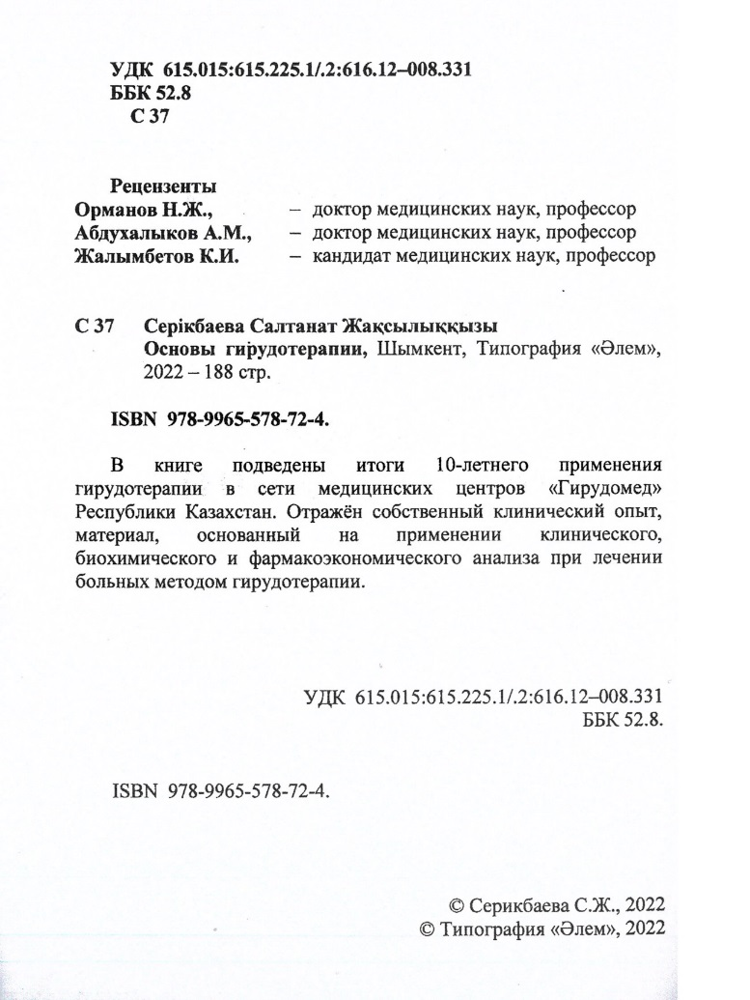 УДК 615.015:615.225.1/.2:616.12–008.331
ББК 52.8
С 37
Рецензенты
Орманов Н.Ж., – доктор медицинских наук, профессор
Абдухалыков А.М., – доктор медицинских наук, профессор
Жалымбетов К.И. – кандидат медицинских наук, профессор
С 37 Серікбаева Салтанат Жақсылыққызы
Основы гирудотерапии, Шымкент, Типография «Әлем»,
2022 – 188 стр.
ISBN 978-9965-578-72-4.
В книге подведены итоги 10-летнего применения
гирудотерапии в сети медицинских центров «Гирудомед»
Республики Казахстан. Отражён собственный клинический опыт,
материал, основанный на применении клинического,
биохимического и фармакоэкономического анализа при лечении
больных методом гирудотерапии.
УДК 615.015:615.225.1/.2:616.12–008.331
ББК 52.8.
ISBN 978-9965-578-72-4.
© Серикбаева С.Ж., 2022
© Типография «Әлем», 2022